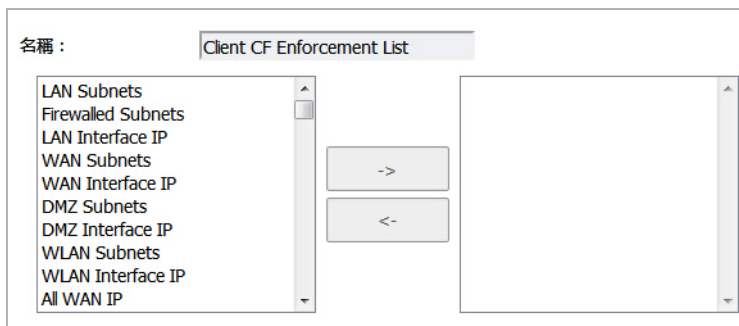 名稱：
Client CF Enforcement List
LAN Subnets
Firewalled Subnets
LAN Interface IP
WAN Subnets
WAN Interface IP
DMZ Subnets
DMZ Interface IP
WLAN Subnets
WLAN Interface IP
All WAN IP
->
<-